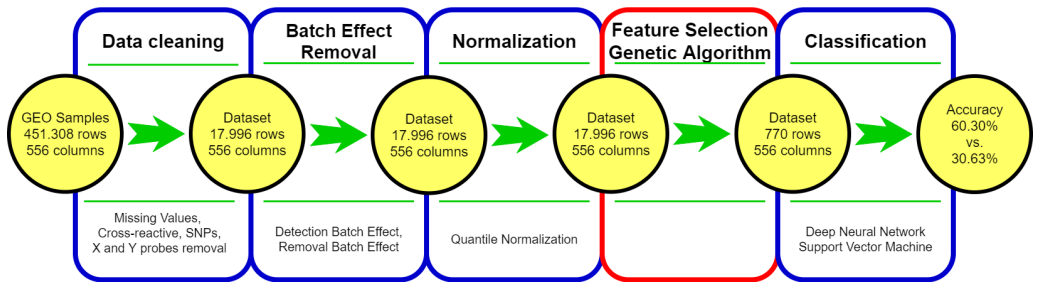 Data cleaning
Batch Effect
Removal
Normalization
Feature Selection
Genetic Algorithm
Classification
GEO Samples
451.308 rows
556 columns
Dataset
17.996 rows
556 columns
Dataset
17.996 rows
556 columns
Dataset
17.996 rows
556 columns
Dataset
770 rows
556 columns
Accuracy
60.30%
vs.
30.63%
Missing Values,
Cross-reactive, SNPs,
X and Y probes removal
Detection Batch Effect,
Removal Batch Effect
Quantile Normalization
Deep Neural Network
Support Vector Machine